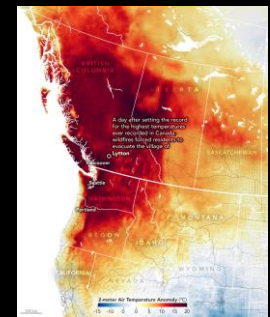 BRITISH
COLUMBIA
ALBERTA
A day after setting the record
for the highest temperatures
ever recorded in Canada,
wildfires forced residents to
evacuate the village of
Lytton
SASKATCHEWAN
Vancouver
Seattle
WASHINGTON
Portland
MONTANA
OREGON
IDAHO
WYOMING
CALIFORNIA
NEVADA
2-meter Air Temperature Anomaly (°C)
-15 -10 -5 0 5 10 15 20